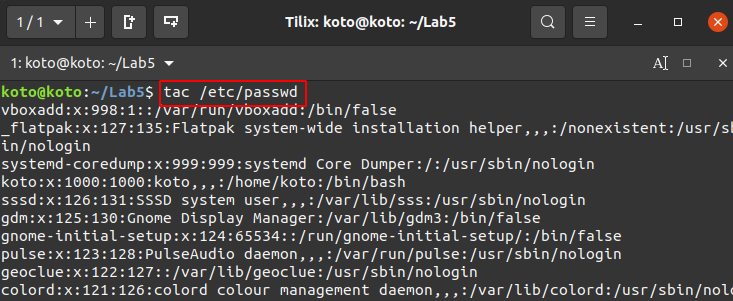 1 / 1
Tilix: koto@koto: ~/Lab5
1: koto@koto: ~/Lab5
koto@koto:~/Lab5$ tac /etc/passwd
vboxadd:x:998:1::/var/run/vboxadd:/bin/false
_flatpak:x:127:135:Flatpak system-wide installation helper,,,:/nonexistent:/usr/sb
in/nologin
systemd-coredump:x:999:999:systemd Core Dumper:/:/usr/sbin/nologin
koto:x:1000:1000:koto,,,:/home/koto:/bin/bash
sssd:x:126:131:SSSD system user,,,:/var/lib/sss:/usr/sbin/nologin
gdm:x:125:130:Gnome Display Manager:/var/lib/gdm3:/bin/false
gnome-initial-setup:x:124:65534::/run/gnome-initial-setup/:/bin/false
pulse:x:123:128:PulseAudio daemon,,,:/run/pulse:/usr/sbin/nologin
geoclue:x:122:127::/var/lib/geoclue:/usr/sbin/nologin
colord:x:121:126:colord colour management daemon,,,:/var/lib/colord:/usr/sbin/nolo